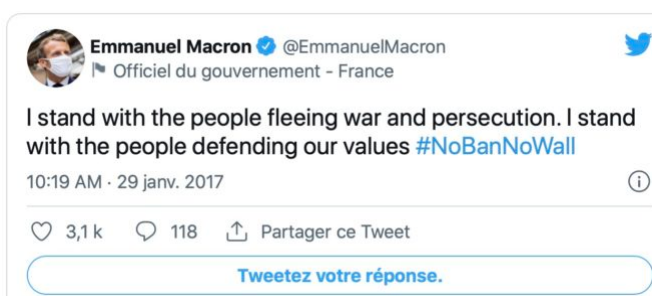 Emmanuel Macron @EmmanuelMacron
Officiel du gouvernement - France
I stand with the people fleeing war and persecution. I stand
with the people defending our values #NoBanNoWall
10:19 AM · 29 janv. 2017
3,1 k 118 Partager ce Tweet
Tweetez votre réponse.